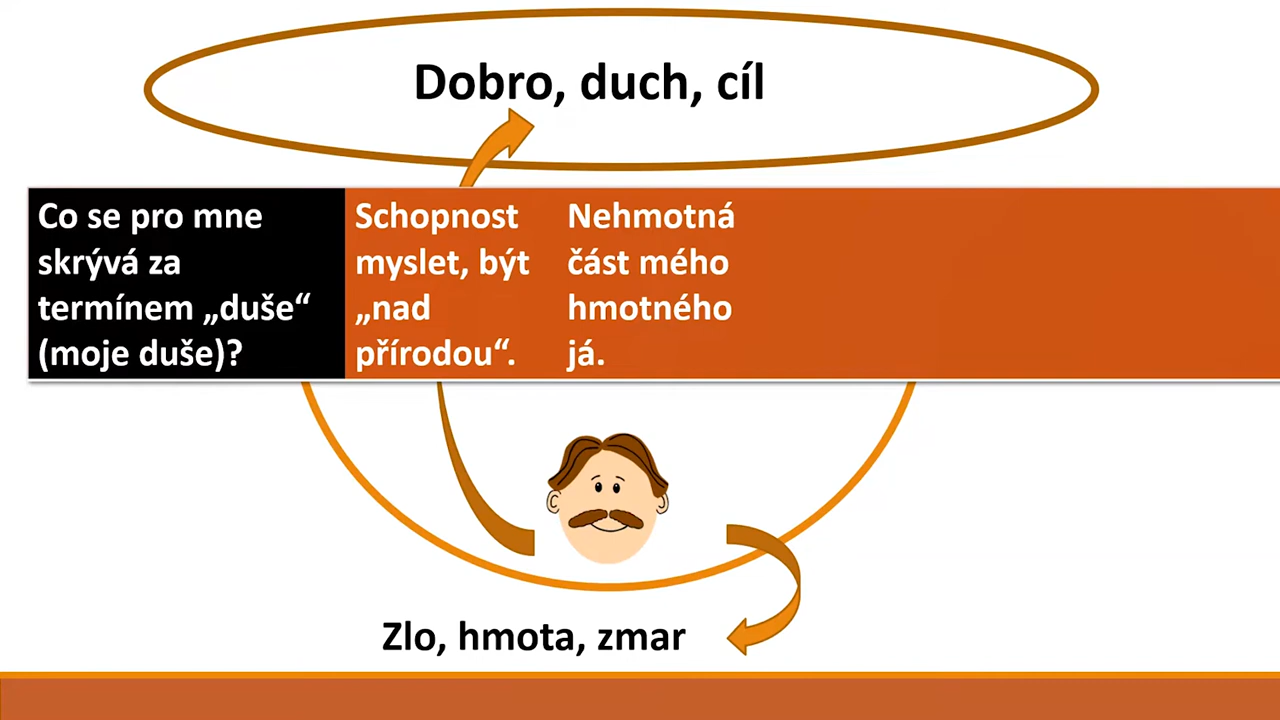 Dobro, duch, cíl
Co se pro mne
skrývá za
termínem „duše“
(moje duše)?
Schopnost
myslet, být
„nad
přírodou“.
Nehmotná
část mého
hmotného
já.
Zlo, hmota, zmar